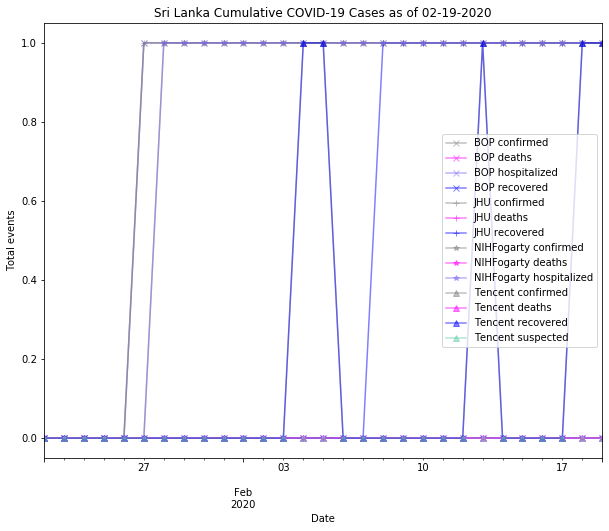 Sri Lanka Cumulative COVID-19 Cases as of 02-19-2020
1.0
0.8
0.6
0.4
0.2
0.0
Total events
BOP confirmed
BOP deaths
BOP hospitalized
BOP recovered
JHU confirmed
JHU deaths
JHU recovered
NIHFogarty confirmed
NIHFogarty deaths
NIHFogarty hospitalized
Tencent confirmed
Tencent deaths
Tencent recovered
Tencent suspected
27 03 10 17
Feb
2020
Date